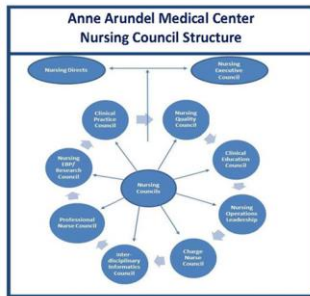 Anne Arundel Medical Center
Nursing Council Structure
Nursing Directs
Nursing
Executive
Council
Clinical
Practice
Council
Nursing
Quality
Council
Nursing
EBP/
Research
Council
Clinical
Education
Council
Nursing
Councils
Professional
Nurse Council
Nursing
Operations
Leadership
Inter-
disciplinary
Informatics
Council
Charge
Nurse
Council